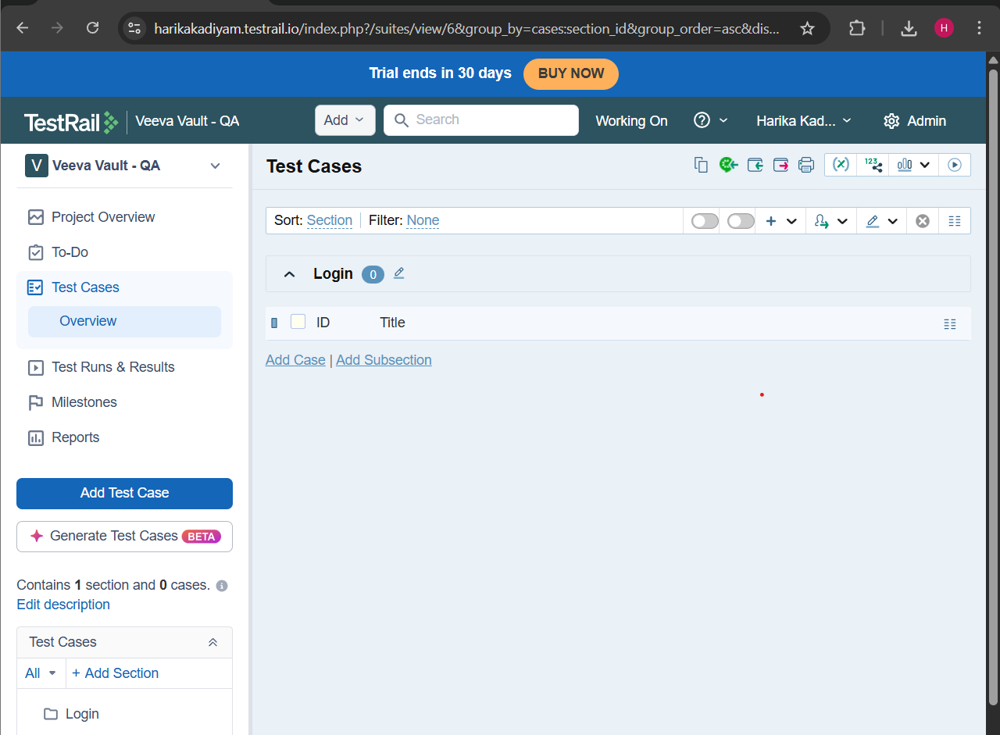 harikakadiyam.testrail.io/index.php?/suites/view/6&group_by=cases:section_id&group_order=asc&dis...
H
Trial ends in 30 days BUY NOW
TestRail Veeva Vault - QA Add Search Working On Harika Kad... Admin
V Veeva Vault - QA
Test Cases
Project Overview
Sort: Section Filter: None
To-Do
Login 0
Test Cases
Overview
ID Title
Add Case | Add Subsection
Test Runs & Results
Milestones
Reports
Add Test Case
Generate Test Cases BETA
Contains 1 section and 0 cases.
Edit description
Test Cases
All + Add Section
Login